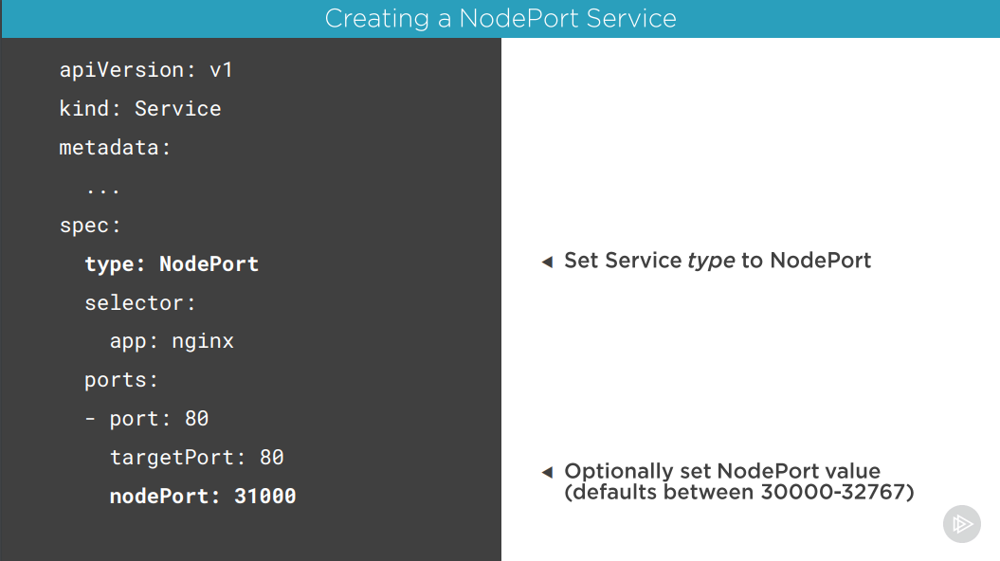 Creating a NodePort Service
apiVersion: v1
kind: Service
metadata:
...
spec:
type: NodePort
selector:
app: nginx
ports:
- port: 80
targetPort: 80
nodePort: 31000
Set Service type to NodePort
Optionally set NodePort value
(defaults between 30000-32767)